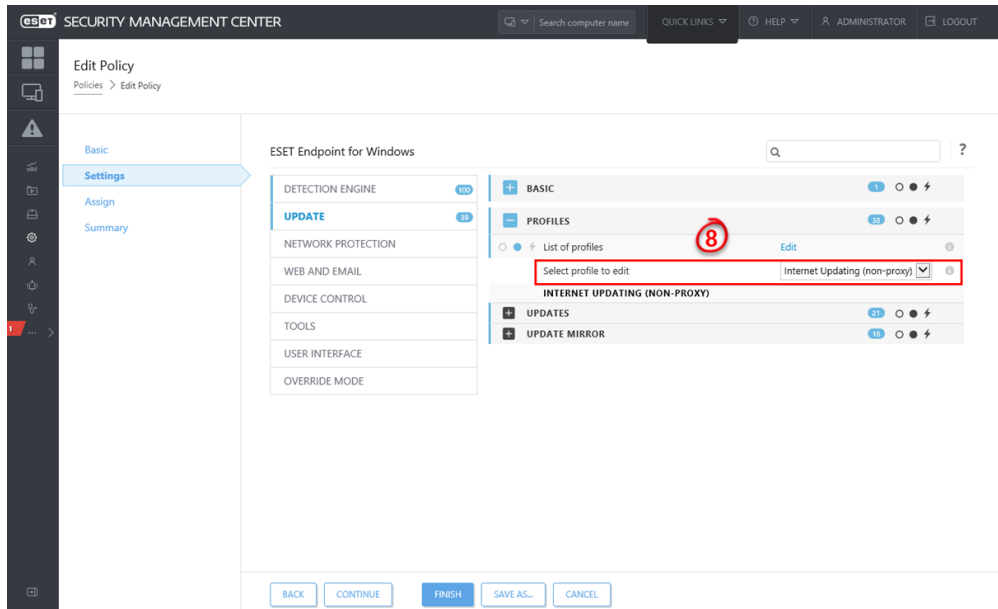 eset SECURITY MANAGEMENT CENTER
Search computer name
QUICK LINKS
HELP
ADMINISTRATOR
LOGOUT
Edit Policy
Policies > Edit Policy
Basic
Settings
Assign
Summary
1
...
ESET Endpoint for Windows
?
DETECTION ENGINE 100
UPDATE 39
NETWORK PROTECTION
WEB AND EMAIL
DEVICE CONTROL
TOOLS
USER INTERFACE
OVERRIDE MODE
BASIC 1
PROFILES 38
8
List of profiles Edit
Select profile to edit Internet Updating (non-proxy)
INTERNET UPDATING (NON-PROXY)
UPDATES 21
UPDATE MIRROR 16
BACK
CONTINUE
FINISH
SAVE AS...
CANCEL